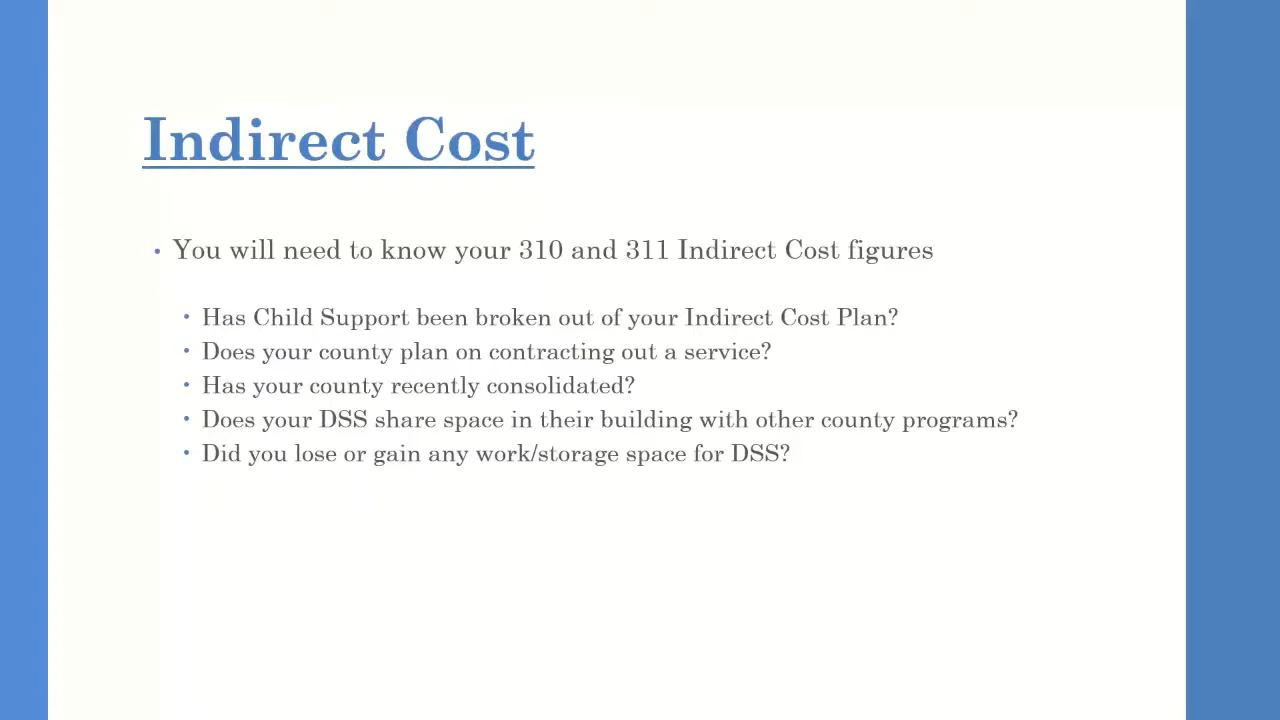 Indirect Cost
• You will need to know your 310 and 311 Indirect Cost figures
• Has Child Support been broken out of your Indirect Cost Plan?
• Does your county plan on contracting out a service?
• Has your county recently consolidated?
• Does your DSS share space in their building with other county programs?
• Did you lose or gain any work/storage space for DSS?